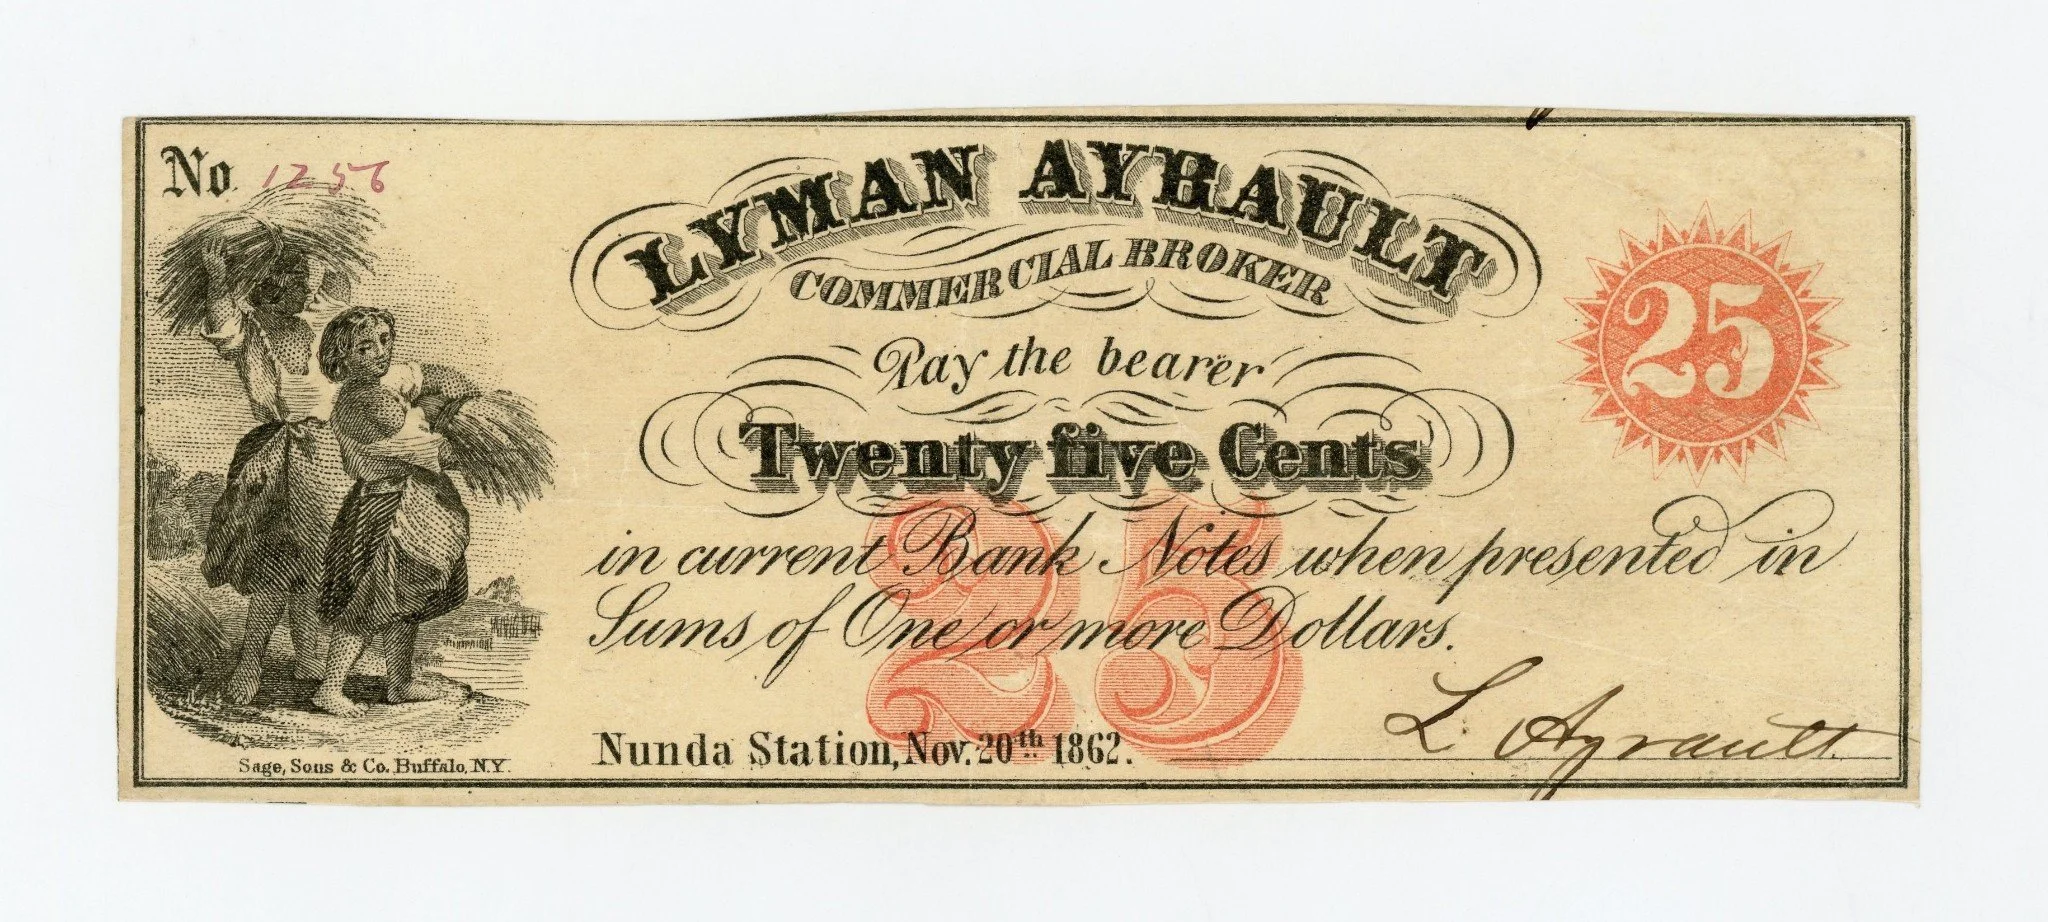 No. 1256
LYMAN AYRAULT
COMMERCIAL BROKER
25
Pay the bearer
Twenty five Cents
25
in current Bank Notes when presented in
Sums of One or more Dollars.
Nunda Station, Nov. 20th 1862.
L. Ayrault
Sage, Sons & Co. Buffalo, N.Y.